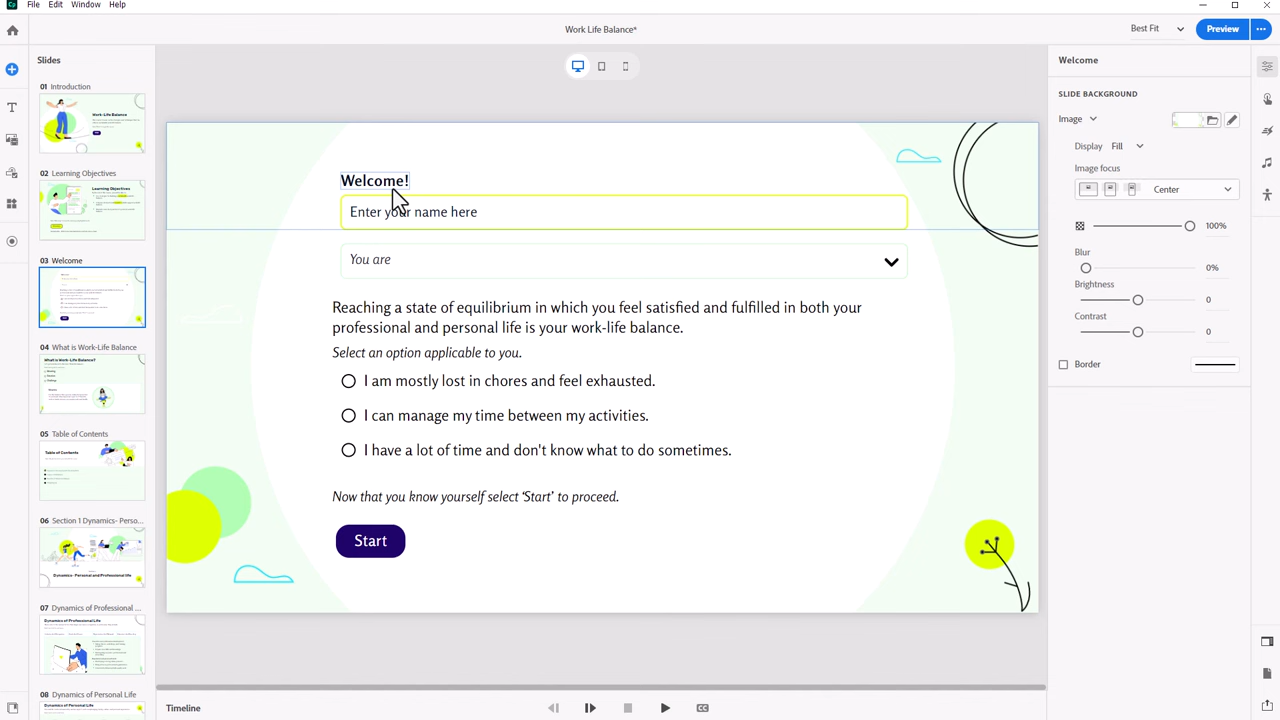 Cp File Edit Window Help
Work Life Balance*
Best Fit
Preview
Slides
01 Introduction
Work-Life Balance
02 Learning Objectives
Learning Objectives
03 Welcome
04 What is Work-Life Balance
What is Work-Life Balance?
05 Table of Contents
Table of Contents
06 Section 1 Dynamics- Perso...
Dynamics- Personal and Professional life
07 Dynamics of Professional ...
Dynamics of Professional Life
08 Dynamics of Personal Life
Dynamics of Personal Life
Welcome!
Enter your name here
You are
Reaching a state of equilibrium in which you feel satisfied and fulfilled in both your
professional and personal life is your work-life balance.
Select an option applicable
I am mostly lost in chores and feel exhausted.
I can manage my time between my activities.
I have a lot of time and don't know what to do sometimes.
Now that you know yourself select ‘Start’ to proceed.
Start
Timeline
CC
Welcome
SLIDE BACKGROUND
Image
Display Fill
Image focus
Center
100%
Blur
0%
Brightness
0
Contrast
0
Border